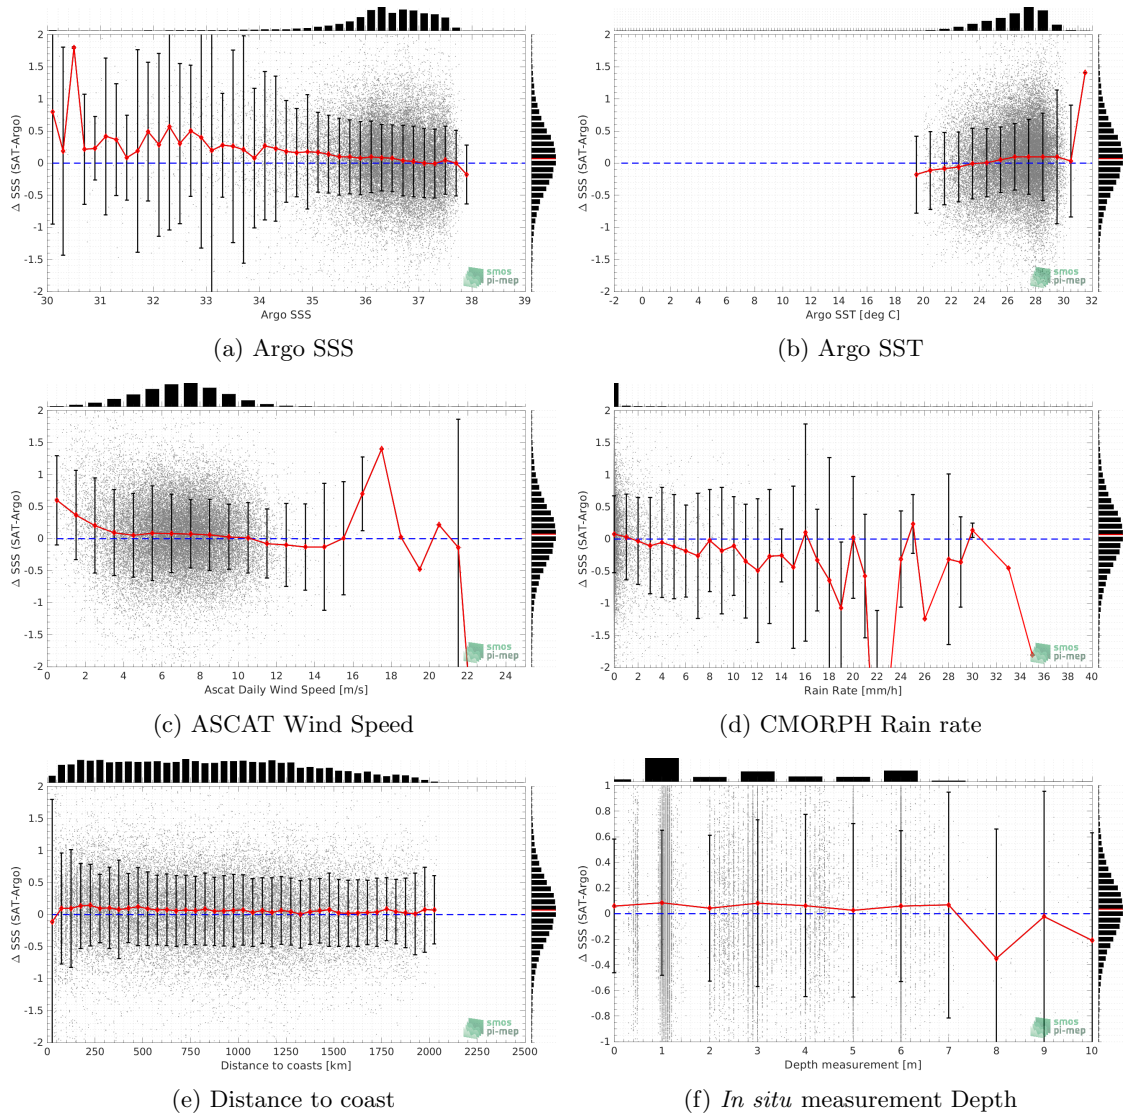 2
1.5
1
0.5
0
-0.5
-1
-1.5
-2
Δ SSS (SAT-Argo)
30 31 32 33 34 35 36 37 38 39
Argo SSS
smos
pi-mep
(a) Argo SSS
2
1.5
1
0.5
0
-0.5
-1
-1.5
-2
Δ SSS (SAT-Argo)
-2 0 2 4 6 8 10 12 14 16 18 20 22 24 26 28 30 32
Argo SST [deg C]
smos
pi-mep
(b) Argo SST
2
1.5
1
0.5
0
-0.5
-1
-1.5
-2
Δ SSS (SAT-Argo)
0 2 4 6 8 10 12 14 16 18 20 22 24
Ascat Daily Wind Speed [m/s]
smos
pi-mep
(c) ASCAT Wind Speed
2
1.5
1
0.5
0
-0.5
-1
-1.5
-2
Δ SSS (SAT-Argo)
0 2 4 6 8 10 12 14 16 18 20 22 24 26 28 30 32 34 36 38 40
Rain Rate [mm/h]
smos
pi-mep
(d) CMORPH Rain rate
2
1.5
1
0.5
0
-0.5
-1
-1.5
-2
Δ SSS (SAT-Argo)
0 250 500 750 1000 1250 1500 1750 2000 2250 2500
Distance to coasts [km]
smos
pi-mep
(e) Distance to coast
1
0.8
0.6
0.4
0.2
0
-0.2
-0.4
-0.6
-0.8
-1
Δ SSS (SAT-Argo)
0 1 2 3 4 5 6 7 8 9 10
Depth measurement [m]
smos
pi-mep
(f) In situ measurement Depth